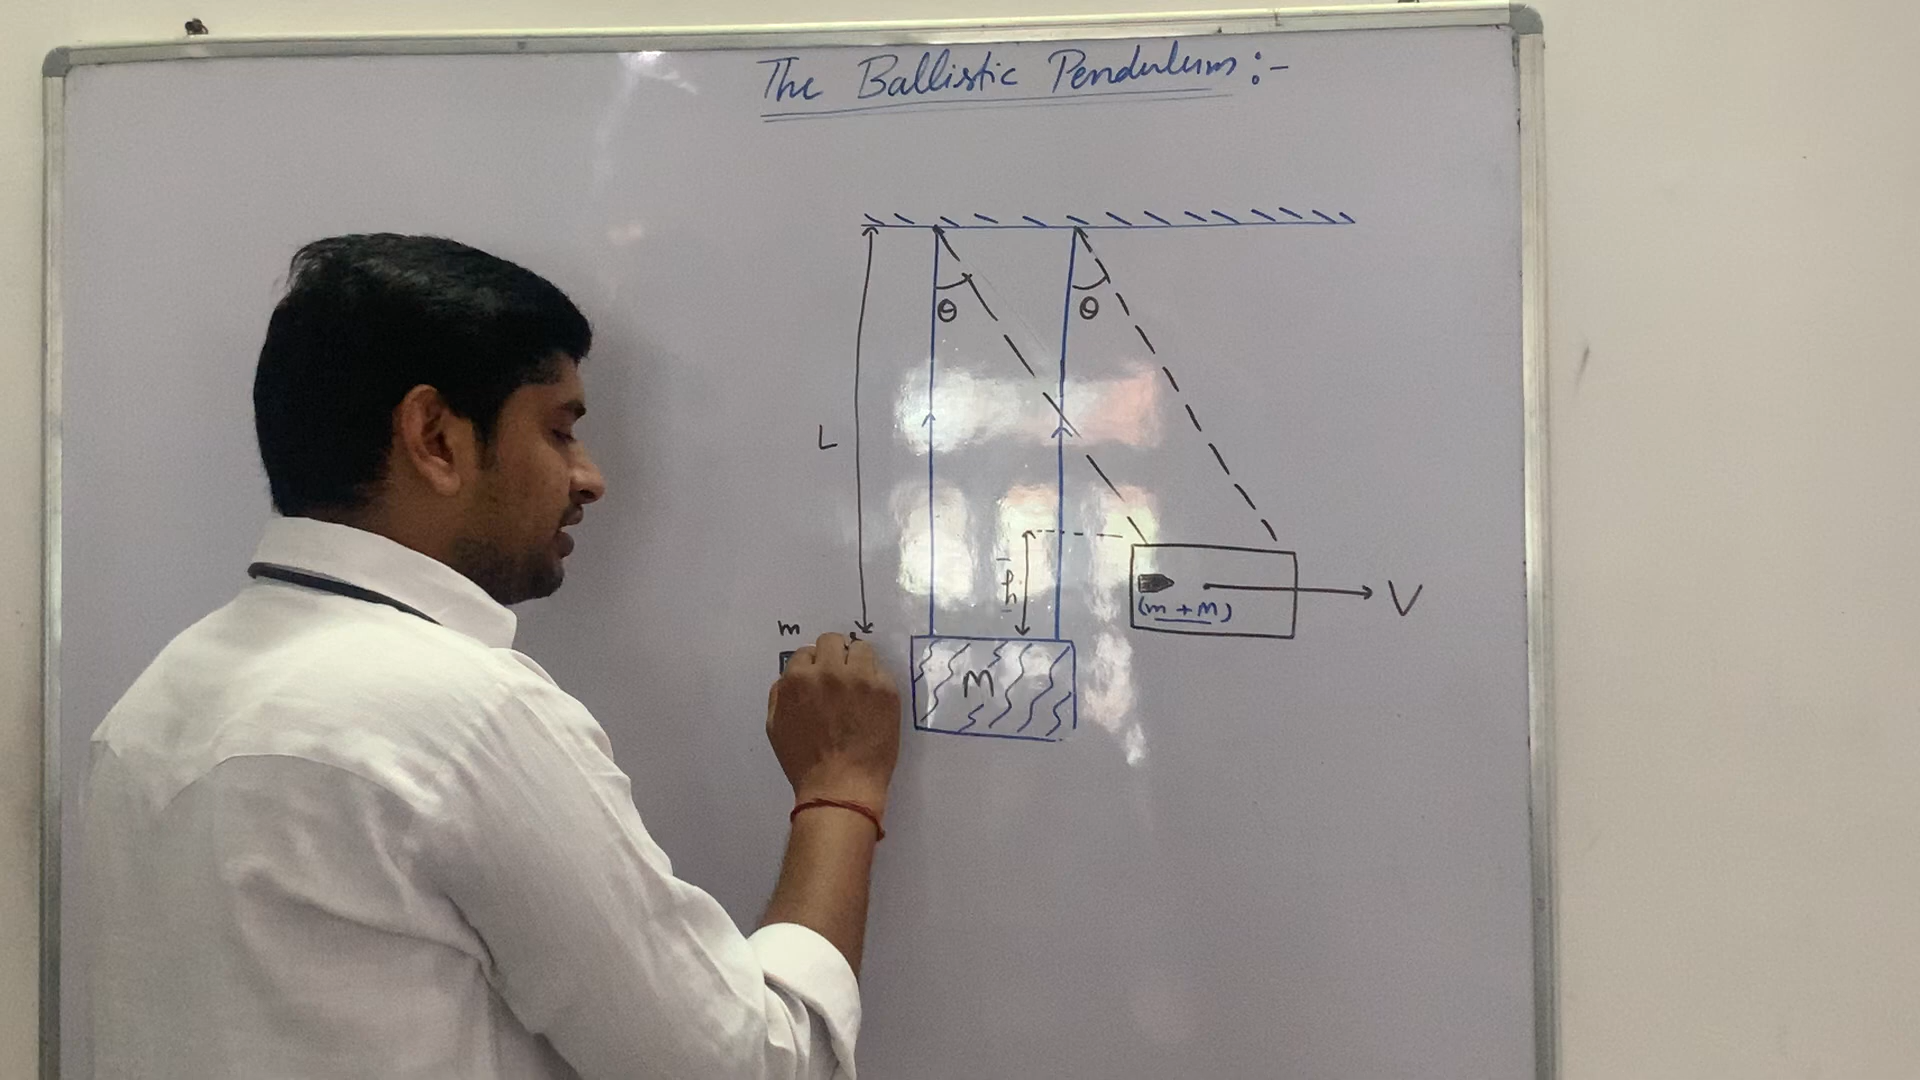 The Ballistic Pendulum :-
θ
θ
L
h
V
(m + M)
m
M